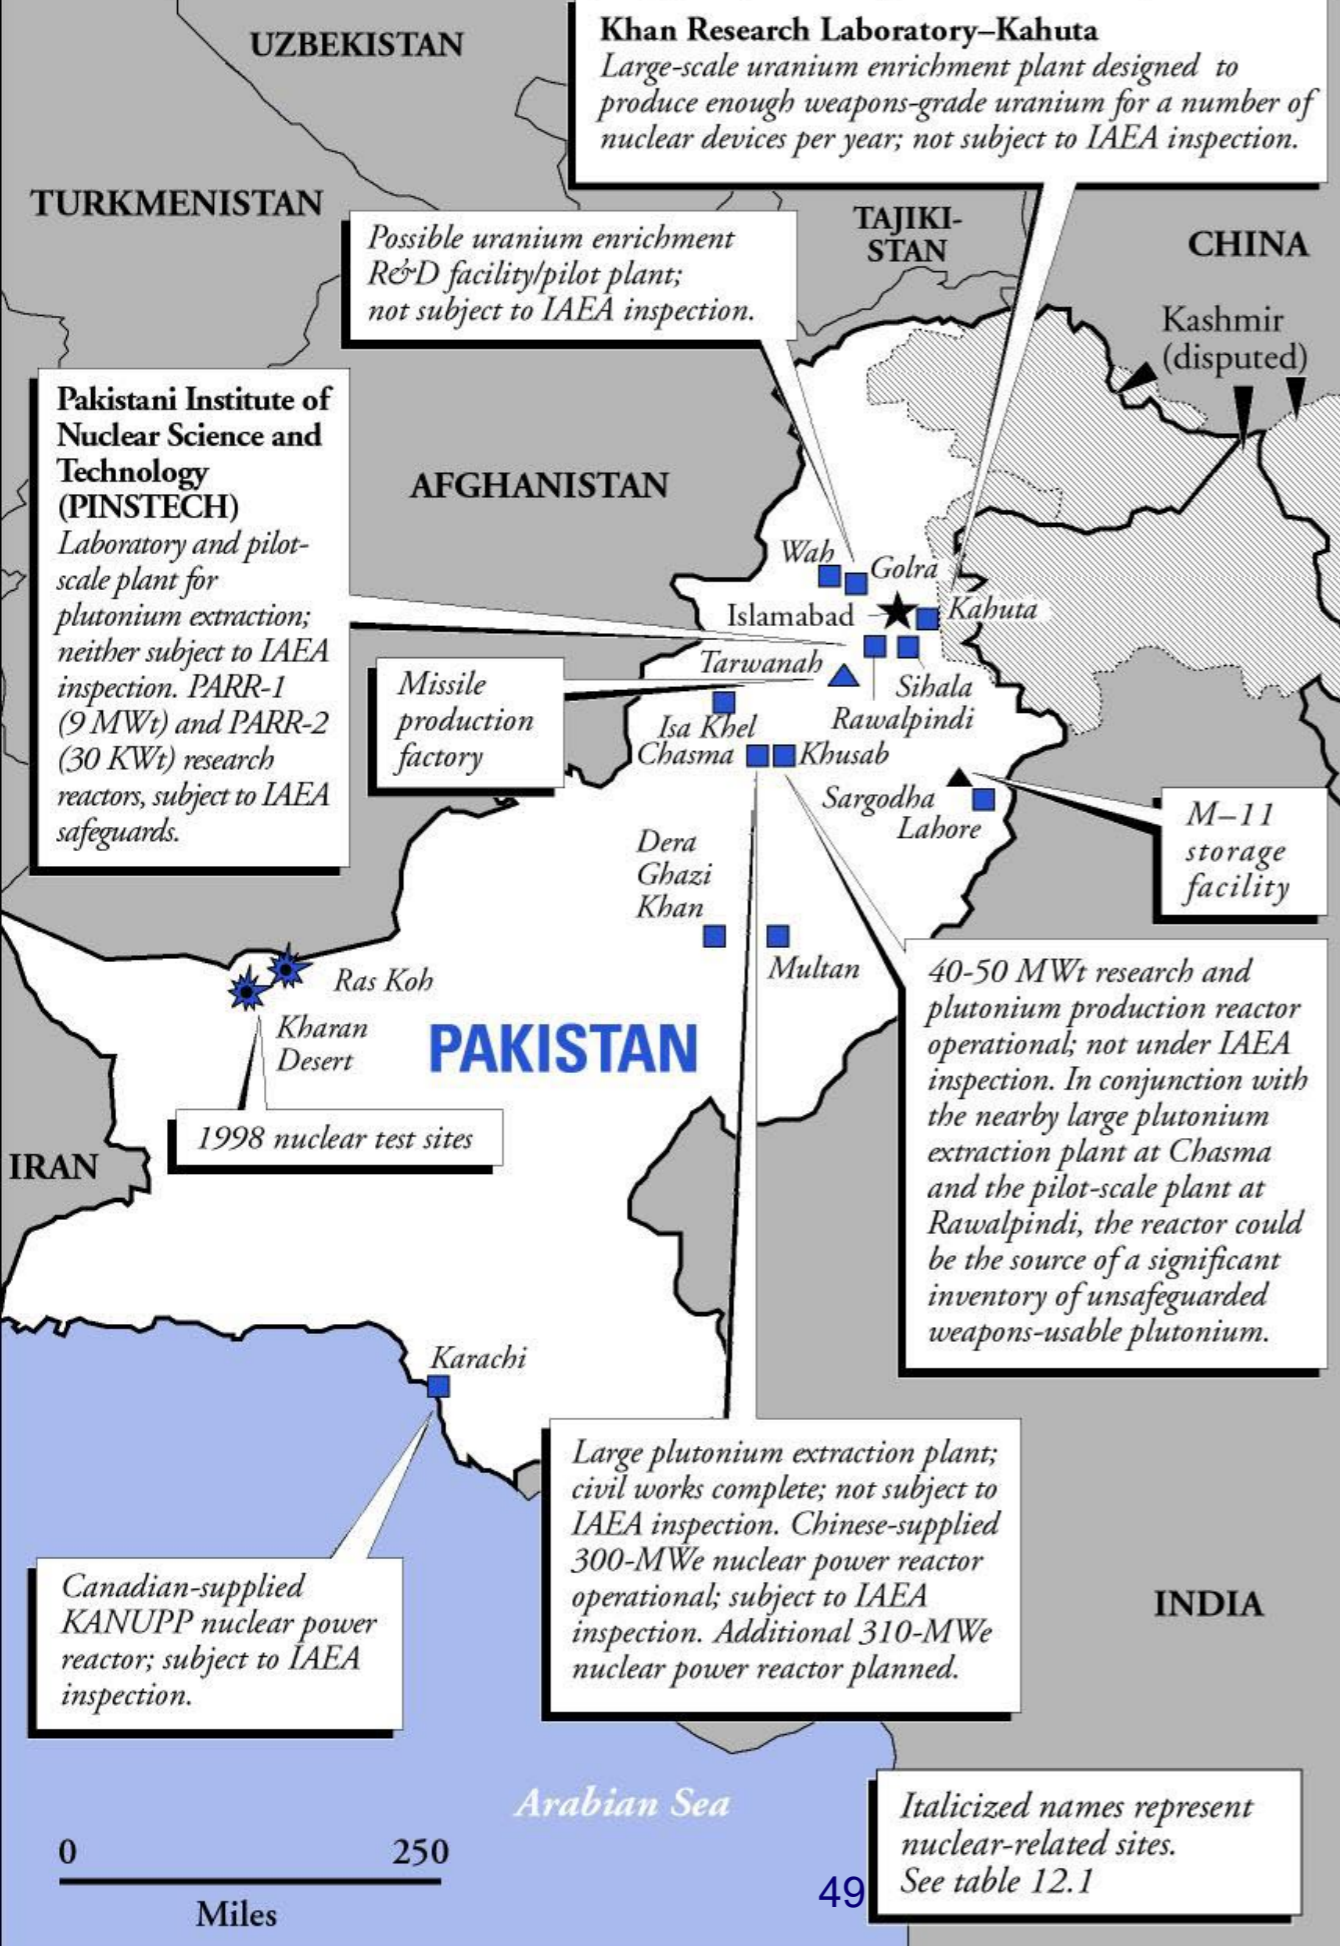 UZBEKISTAN
Khan Research Laboratory–Kahuta
Large-scale uranium enrichment plant designed to
produce enough weapons-grade uranium for a number of
nuclear devices per year; not subject to IAEA inspection.
TURKMENISTAN
TAJIKI-
STAN
CHINA
Possible uranium enrichment
R&D facility/pilot plant;
not subject to IAEA inspection.
Kashmir
(disputed)
Pakistani Institute of
Nuclear Science and
Technology
(PINSTECH)
Laboratory and pilot-
scale plant for
plutonium extraction;
neither subject to IAEA
inspection. PARR-1
(9 MWt) and PARR-2
(30 KWt) research
reactors, subject to IAEA
safeguards.
AFGHANISTAN
Wah
Golra
Islamabad
Kahuta
Tarwanah
Sihala
Rawalpindi
Missile
production
factory
Isa Khel
Chasma
Khusab
Sargodha
Lahore
M–11
storage
facility
Dera
Ghazi
Khan
Multan
Ras Koh
Kharan
Desert
PAKISTAN
1998 nuclear test sites
IRAN
40-50 MWt research and
plutonium production reactor
operational; not under IAEA
inspection. In conjunction with
the nearby large plutonium
extraction plant at Chasma
and the pilot-scale plant at
Rawalpindi, the reactor could
be the source of a significant
inventory of unsafeguarded
weapons-usable plutonium.
Karachi
Large plutonium extraction plant;
civil works complete; not subject to
IAEA inspection. Chinese-supplied
300-MWe nuclear power reactor
operational; subject to IAEA
inspection. Additional 310-MWe
nuclear power reactor planned.
Canadian-supplied
KANUPP nuclear power
reactor; subject to IAEA
inspection.
INDIA
Arabian Sea
Italicized names represent
nuclear-related sites.
See table 12.1
0 250
Miles
49